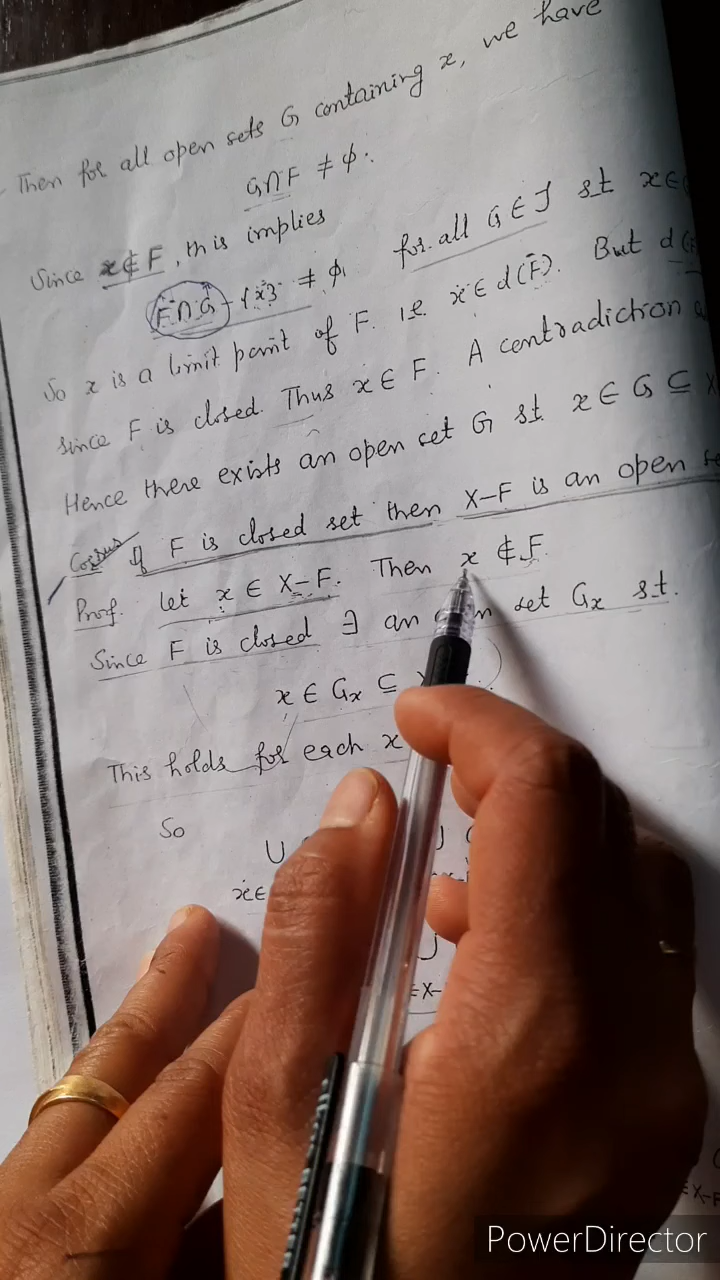 Then for all open sets G containing x, we have
G∩F ≠ ϕ.
Since x ∉ F, this implies
F∩G - {x} ≠ ϕ, for all G ∈ J st x ∈
So x is a limit point of F. ie x ∈ d(F). But d
since F is closed. Thus x ∈ F. A contradiction
Hence there exists an open set G st x ∈ G ⊆ X
If F is closed set then X-F is an open
Prof. let x ∈ X-F. Then x ∉ F.
Since F is closed ∃ an set Gx s.t.
x ∈ Gx ⊆
This holds for each x
So
∪
x∈
∈X-
PowerDirector